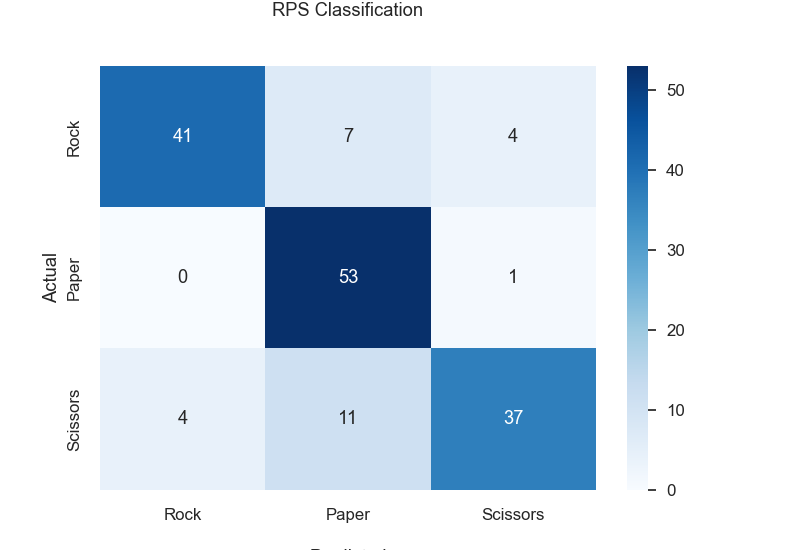 RPS Classification
Actual
Rock
41 7 4
Paper
0 53 1
Scissors
4 11 37
Rock Paper Scissors
50
40
30
20
10
0